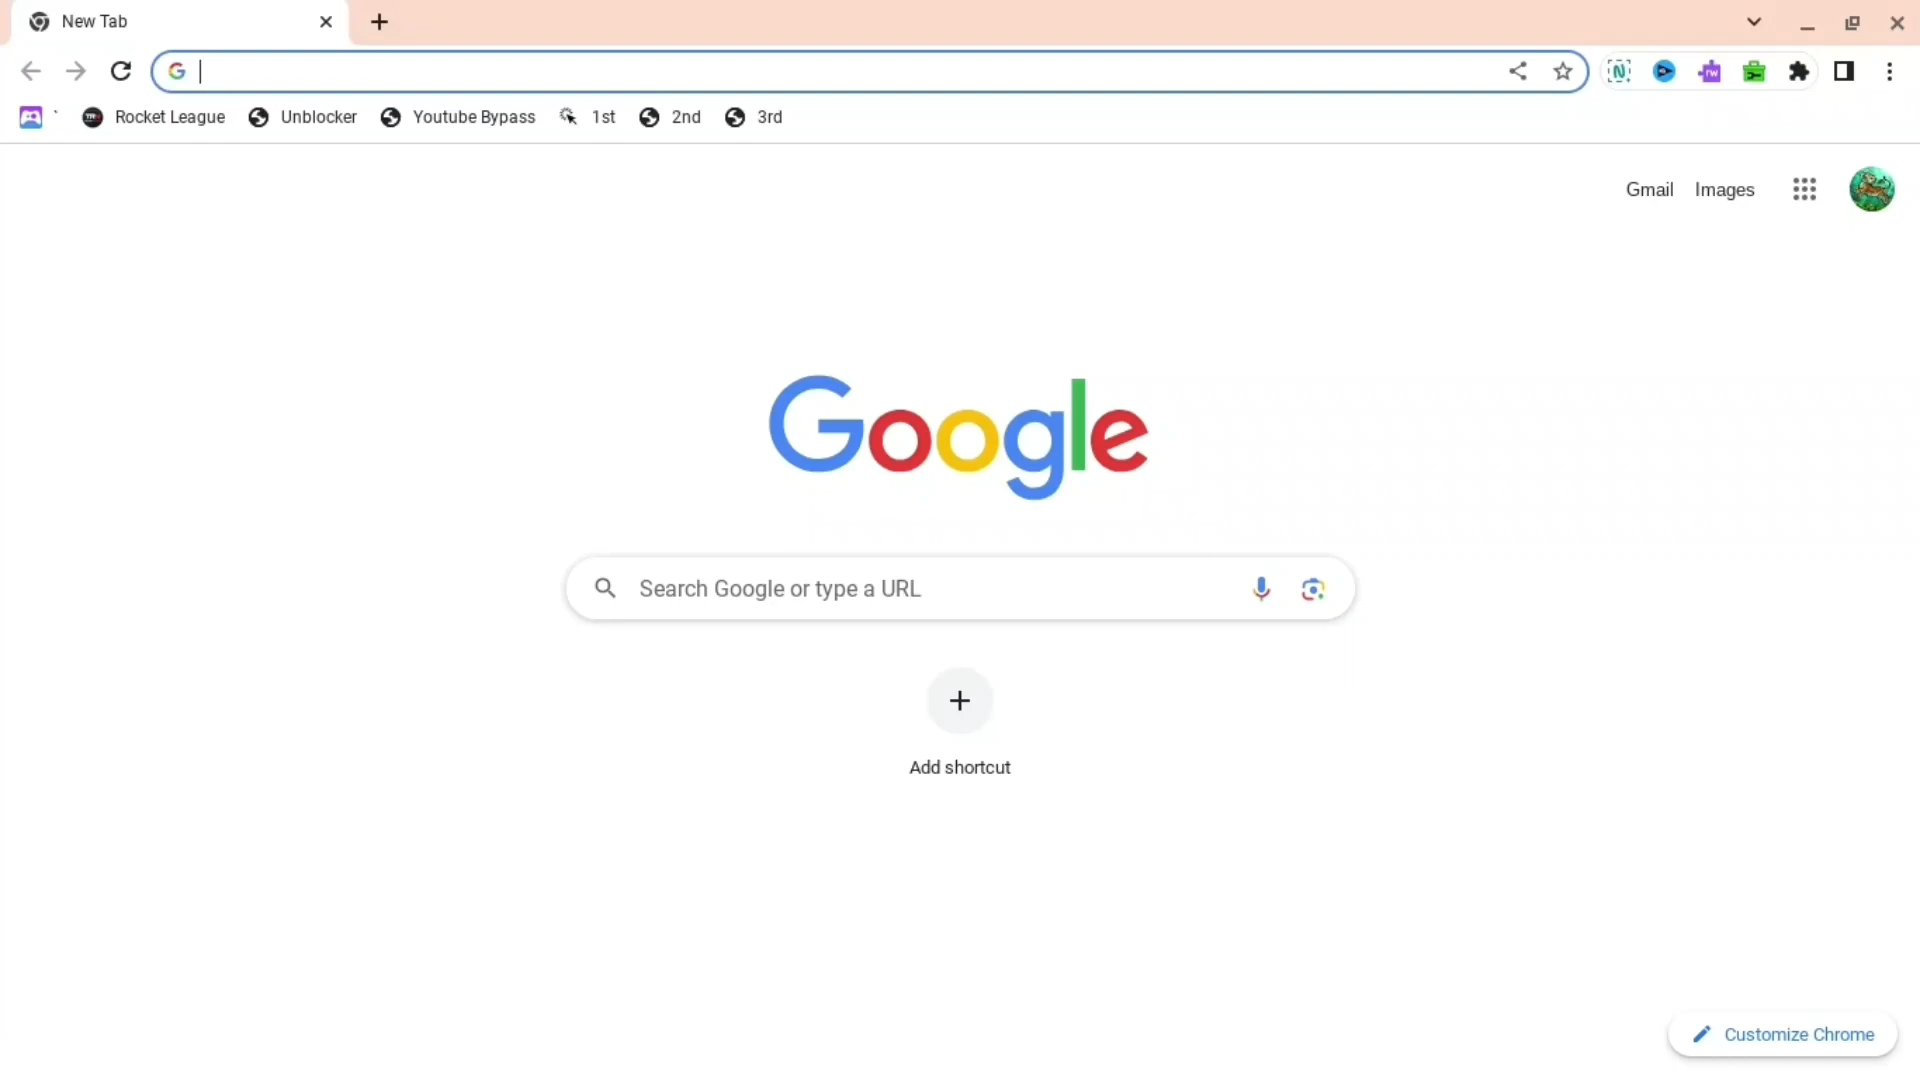 New Tab
Rocket League Unblocker Youtube Bypass 1st 2nd 3rd
Gmail Images
Google
Search Google or type a URL
Add shortcut
Customize Chrome